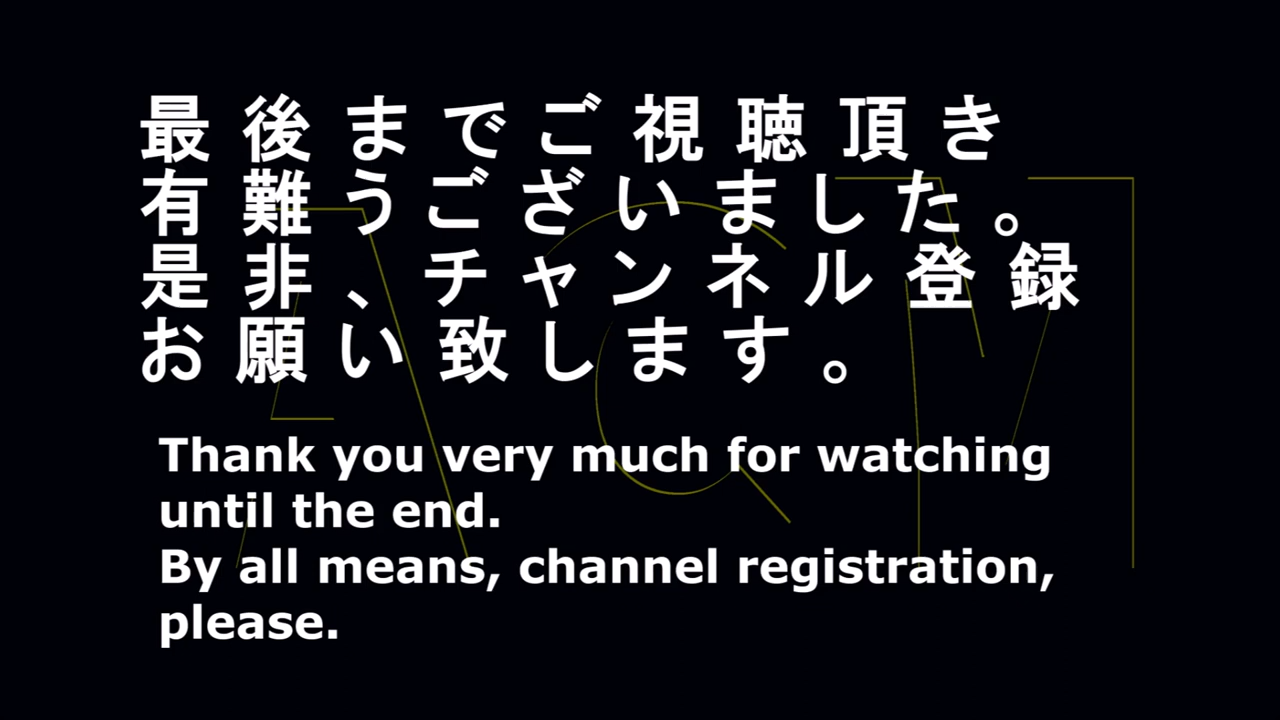 最後までご視聴頂き
有難うございました。
是非、チャンネル登録
お願い致します。
Thank you very much for watching
until the end.
By all means, channel registration,
please.